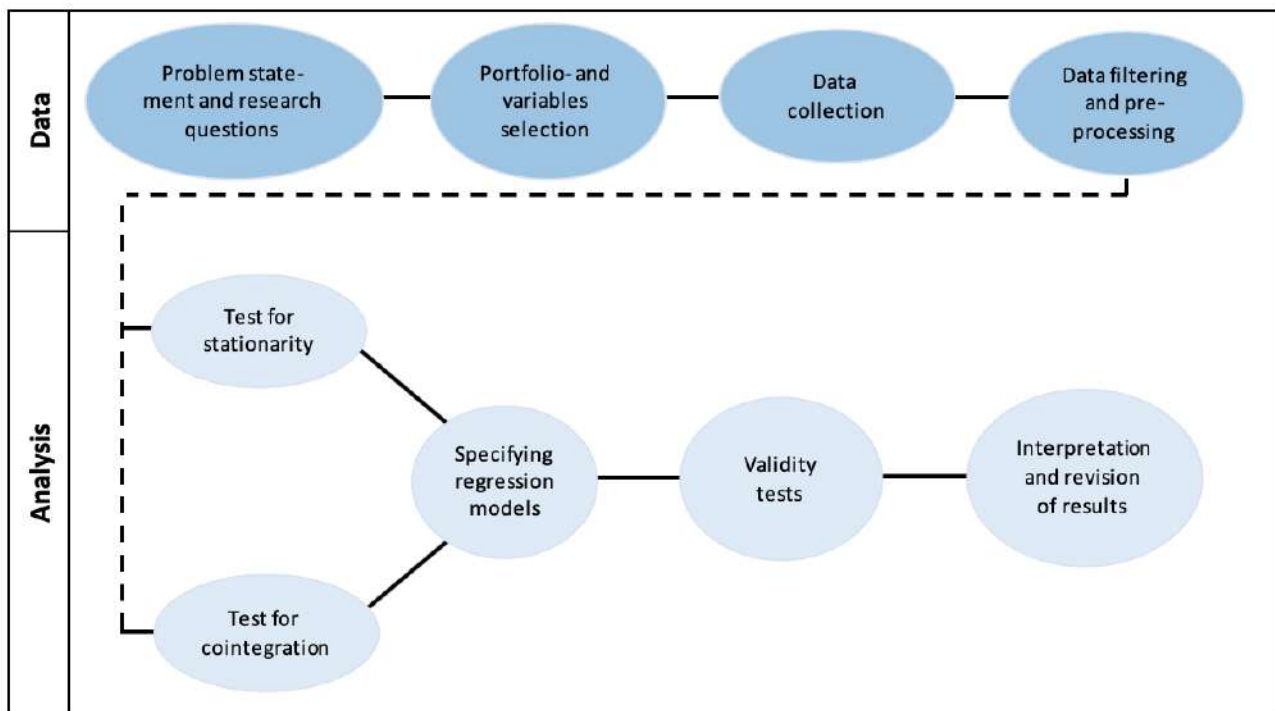 Data
Problem state-
ment and research
questions
Portfolio- and
variables
selection
Data
collection
Data filtering
and pre-
processing
Analysis
Test for
stationarity
Test for
cointegration
Specifying
regression
models
Validity
tests
Interpretation
and revision
of results